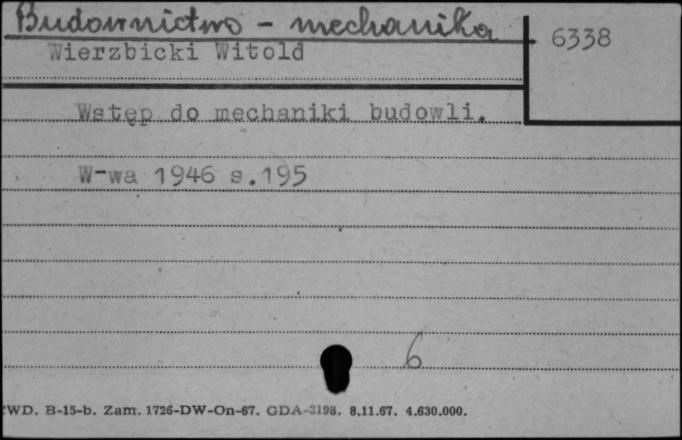 Budownictwo - mechanika
6338
Wierzbicki Witold
Wstęp do mechaniki budowli.
W-wa 1946 s.195
6
WD. B-15-b. Zam. 1726-DW-On-67. GDA-3198. 8.11.67. 4.630.000.